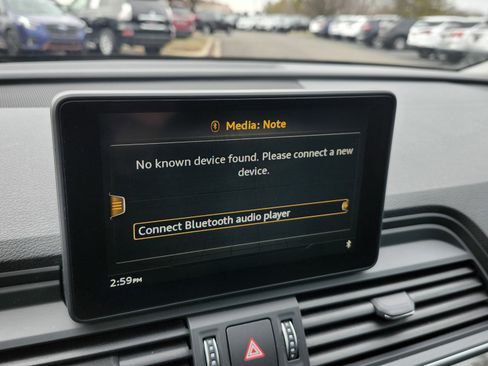 Media: Note
No known device found. Please connect a new
device.
Connect Bluetooth audio player
2:59PM